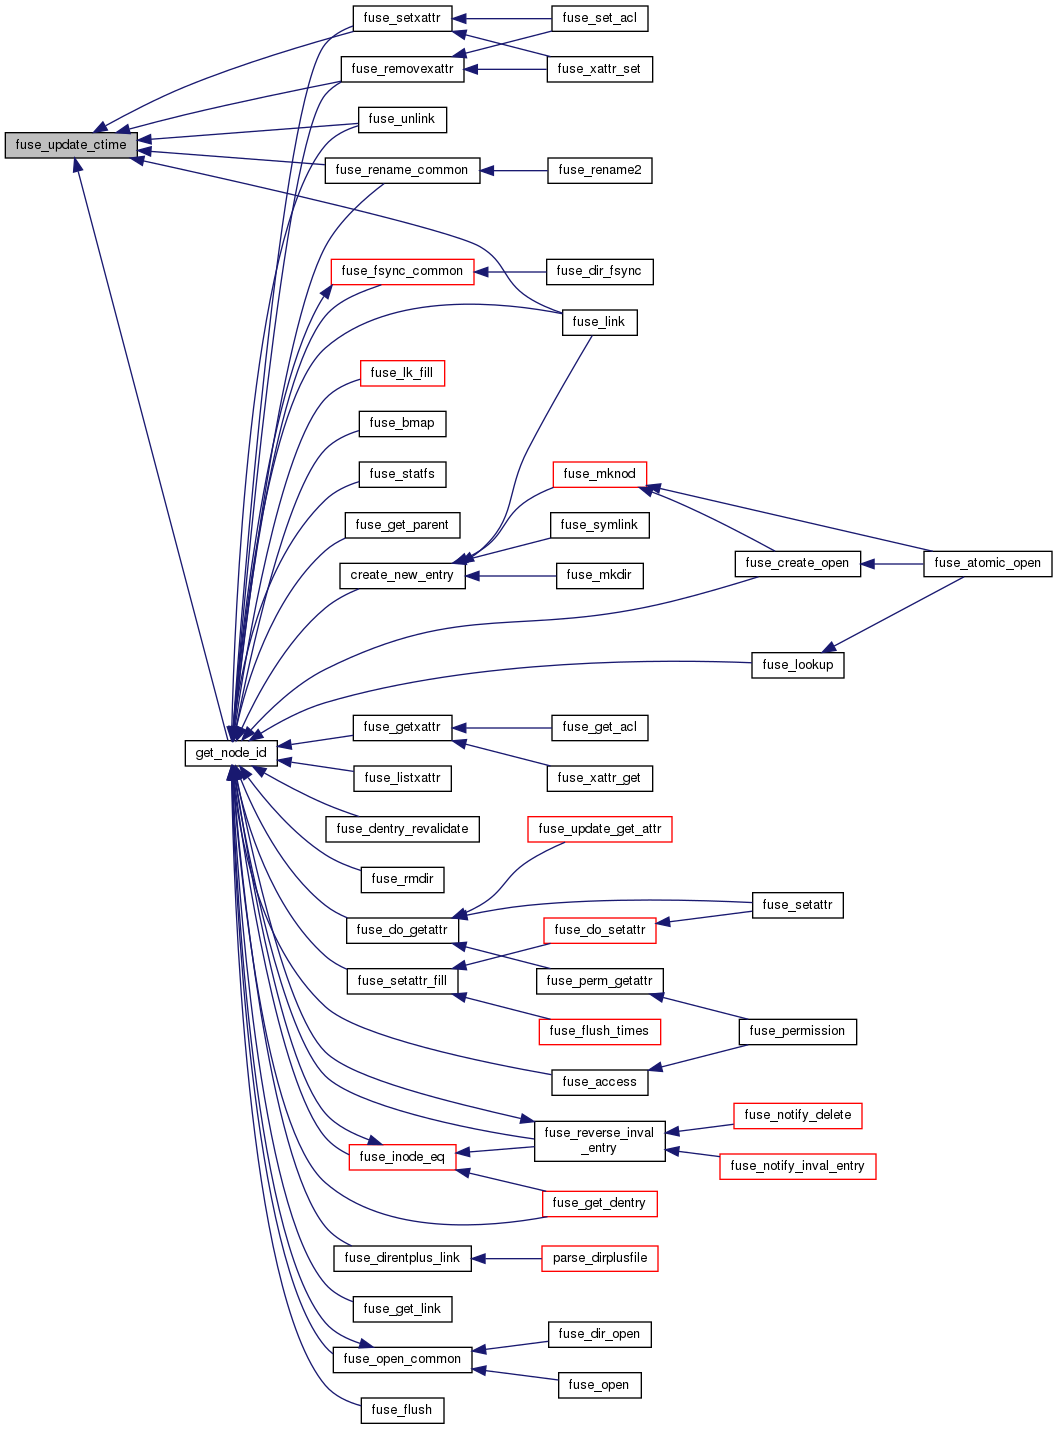 fuse_setxattr
fuse_set_acl
fuse_removexattr
fuse_xattr_set
fuse_unlink
fuse_update_ctime
fuse_rename_common
fuse_rename2
fuse_fsync_common
fuse_dir_fsync
fuse_link
fuse_lk_fill
fuse_bmap
fuse_statfs
fuse_mknod
fuse_get_parent
fuse_symlink
create_new_entry
fuse_mkdir
fuse_create_open
fuse_atomic_open
fuse_lookup
fuse_getxattr
fuse_get_acl
get_node_id
fuse_listxattr
fuse_xattr_get
fuse_dentry_revalidate
fuse_update_get_attr
fuse_rmdir
fuse_setattr
fuse_do_getattr
fuse_do_setattr
fuse_setattr_fill
fuse_perm_getattr
fuse_flush_times
fuse_permission
fuse_access
fuse_notify_delete
fuse_reverse_inval
_entry
fuse_inode_eq
fuse_notify_inval_entry
fuse_get_dentry
fuse_direntplus_link
parse_dirplusfile
fuse_get_link
fuse_dir_open
fuse_open_common
fuse_open
fuse_flush